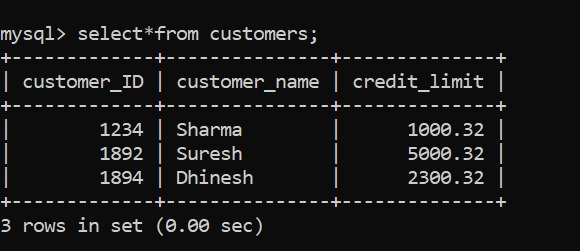 mysql> select*from customers;
+-------------+---------------+--------------+
| customer_ID | customer_name | credit_limit |
+-------------+---------------+--------------+
|        1234 | Sharma        |      1000.32 |
|        1892 | Suresh        |      5000.32 |
|        1894 | Dhinesh       |      2300.32 |
+-------------+---------------+--------------+
3 rows in set (0.00 sec)